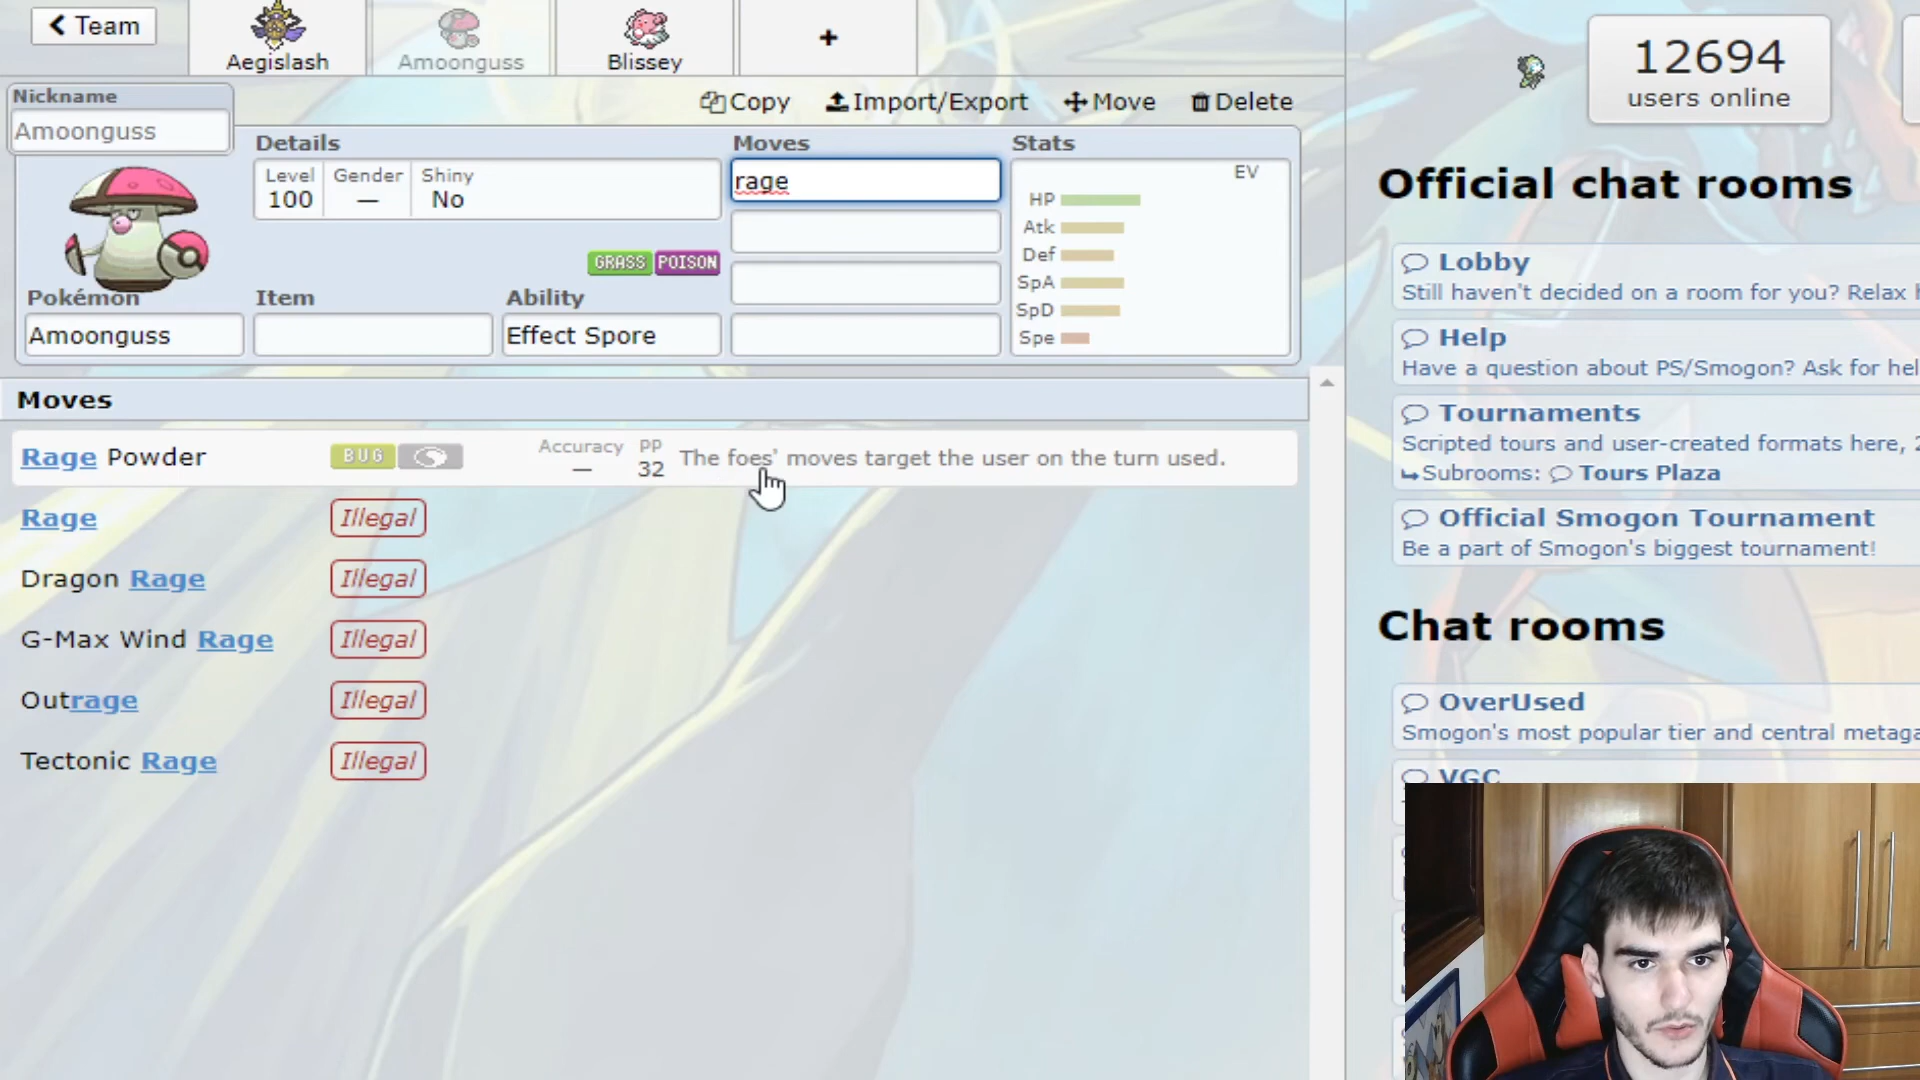 Team
Aegislash
Amoonguss
Blissey
+
12694
users online
Nickname
Amoonguss
Copy
Import/Export
Move
Delete
Details
Moves
Stats
Level
100
Gender
—
Shiny
No
rage
EV
HP
Atk
Def
SpA
SpD
Spe
GRASS
POISON
Pokémon
Item
Ability
Amoonguss
Effect Spore
Moves
Rage Powder
BUG
Accuracy
—
PP
32
The foes' moves target the user on the turn used.
Rage
Illegal
Dragon Rage
Illegal
G-Max Wind Rage
Illegal
Outrage
Illegal
Tectonic Rage
Illegal
Official chat rooms
Lobby
Still haven't decided on a room for you? Relax
Help
Have a question about PS/Smogon? Ask for hel
Tournaments
Scripted tours and user-created formats here, 2
Subrooms: Tours Plaza
Official Smogon Tournament
Be a part of Smogon's biggest tournament!
Chat rooms
OverUsed
Smogon's most popular tier and central metaga
VGC